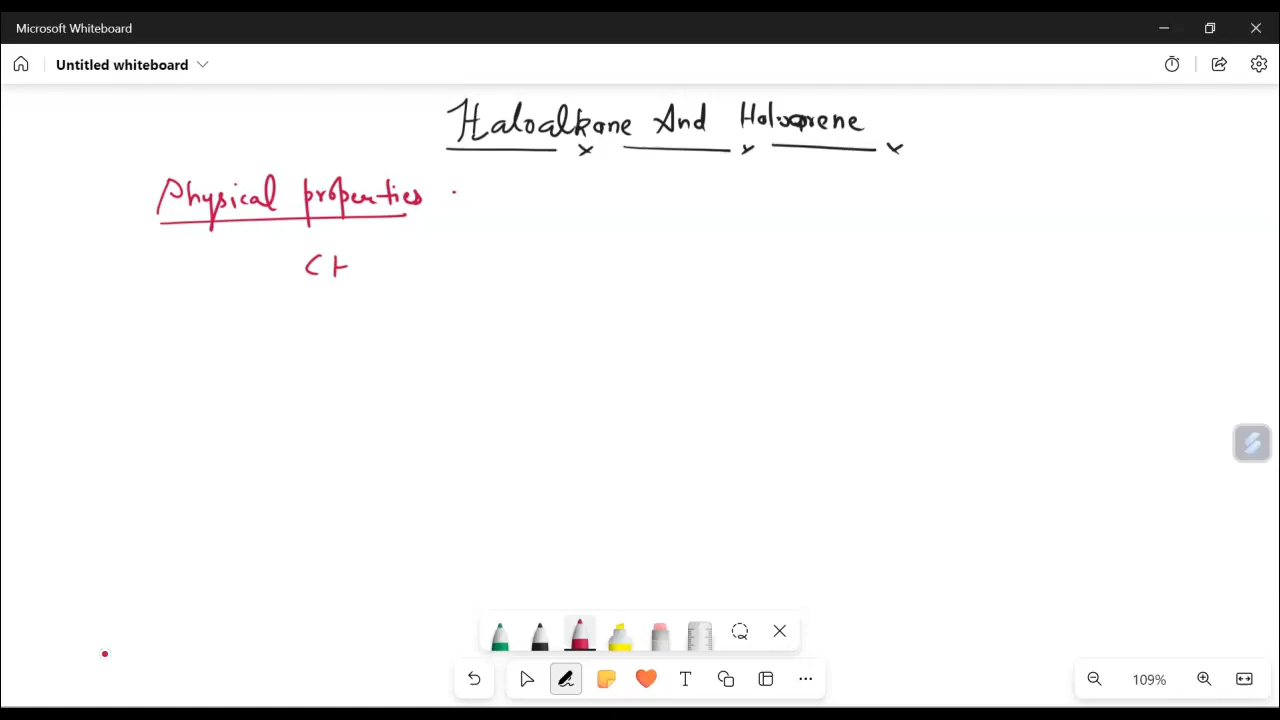 Microsoft Whiteboard
Untitled whiteboard
Haloalkane And Haloarene
Physical properties
CH
109%